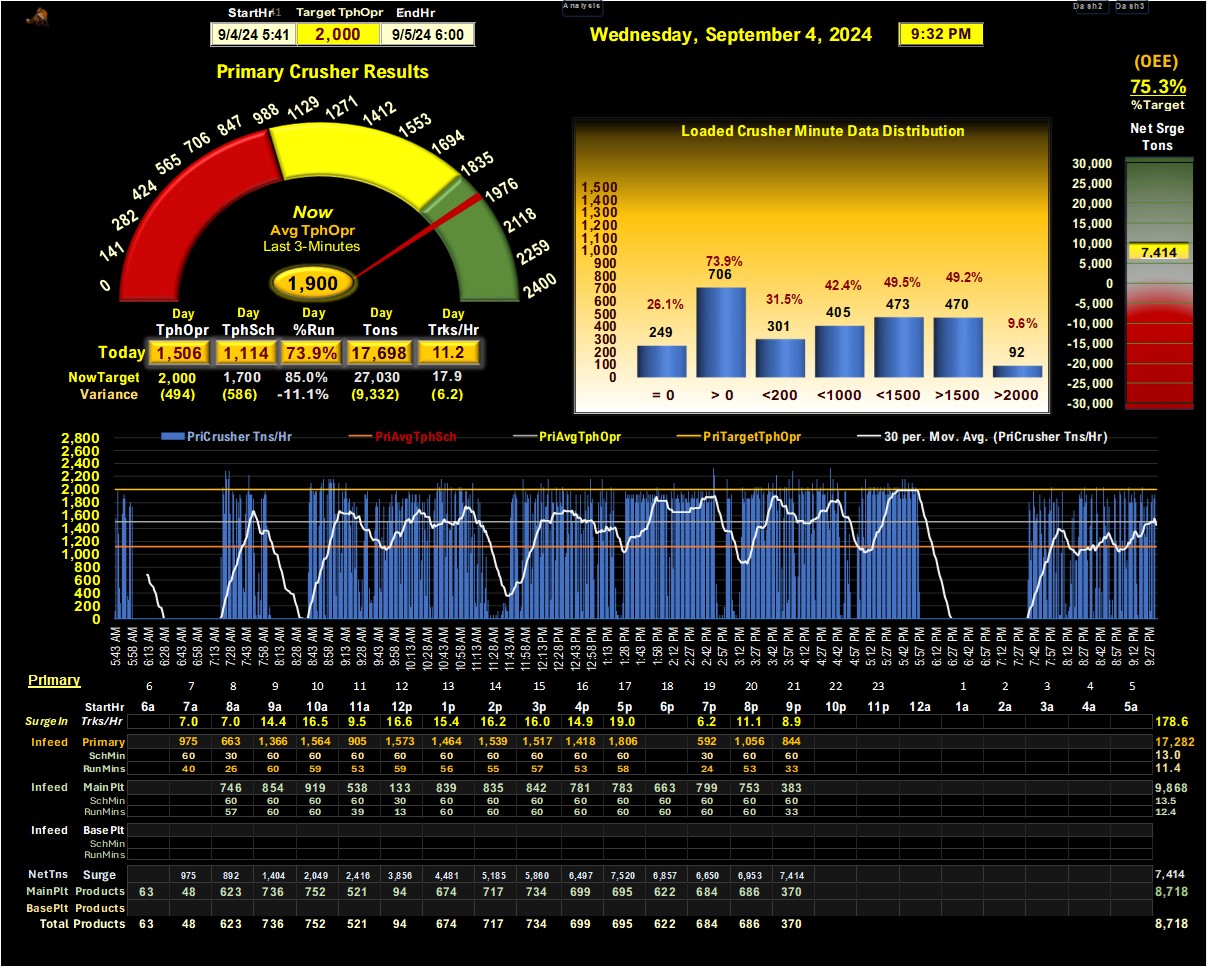 StartHr Target TphOpr EndHr
Analysis
Dash2 Dash3
9/4/24 5:41 2,000 9/5/24 6:00
Wednesday, September 4, 2024 9:32 PM
(OEE)
75.3%
%Target
Primary Crusher Results
0 141 282 424 565 706 847 988 1129 1271 1412 1553 1694 1835 1976 2118 2259 2400
Now
Avg TphOpr
Last 3-Minutes
1,900
Day Day Day Day Day
TphOpr TphSch %Run Tons Trks/Hr
Today 1,506 1,114 73.9% 17,698 11.2
NowTarget 2,000 1,700 85.0% 27,030 17.9
Variance (494) (586) -11.1% (9,332) (6.2)
Loaded Crusher Minute Data Distribution
1,500
1,400
1,300
1,200
1,100
1,000
900
800
700
600
500
400
300
200
100
0
26.1% 73.9% 31.5% 42.4% 49.5% 49.2% 9.6%
249 706 301 405 473 470 92
= 0 > 0 <200 <1000 <1500 >1500 >2000
Net Srge
Tons
30,000
25,000
20,000
15,000
10,000
7,414
5,000
0
-5,000
-10,000
-15,000
-20,000
-25,000
-30,000
PriCrusher Tns/Hr PriAvgTphSch PriAvgTphOpr PriTargetTphOpr 30 per. Mov. Avg. (PriCrusher Tns/Hr)
2,800
2,600
2,400
2,200
2,000
1,800
1,600
1,400
1,200
1,000
800
600
400
200
0
5:43 AM 5:58 AM 6:13 AM 6:28 AM 6:43 AM 6:58 AM 7:13 AM 7:28 AM 7:43 AM 7:58 AM 8:13 AM 8:28 AM 8:43 AM 8:58 AM 9:13 AM 9:28 AM 9:43 AM 9:58 AM 10:13 AM 10:28 AM 10:43 AM 10:58 AM 11:13 AM 11:28 AM 11:43 AM 11:58 AM 12:13 PM 12:28 PM 12:43 PM 12:58 PM 1:13 PM 1:28 PM 1:43 PM 1:58 PM 2:12 PM 2:27 PM 2:42 PM 2:57 PM 3:12 PM 3:27 PM 3:42 PM 3:57 PM 4:12 PM 4:27 PM 4:42 PM 4:57 PM 5:12 PM 5:27 PM 5:42 PM 5:57 PM 6:12 PM 6:27 PM 6:42 PM 6:57 PM 7:12 PM 7:27 PM 7:42 PM 7:57 PM 8:12 PM 8:27 PM 8:42 PM 8:57 PM 9:12 PM 9:27 PM
Primary 6 7 8 9 10 11 12 13 14 15 16 17 18 19 20 21 22 23 1 2 3 4 5
StartHr 6a 7a 8a 9a 10a 11a 12p 1p 2p 3p 4p 5p 6p 7p 8p 9p 10p 11p 12a 1a 2a 3a 4a 5a
SurgeIn Trks/Hr 7.0 7.0 14.4 16.5 9.5 16.6 15.4 16.2 16.0 14.9 19.0 6.2 11.1 8.9 178.6
Infeed Primary 975 663 1,366 1,564 905 1,573 1,464 1,539 1,517 1,418 1,806 592 1,056 844 17,282
SchMin 60 30 60 60 60 60 60 60 60 60 60 30 60 60 13.0
RunMins 40 26 60 59 53 59 56 55 57 53 58 24 53 33 11.4
Infeed MainPlt 746 854 919 538 133 839 835 842 781 783 663 799 753 383 9,868
SchMin 60 60 60 60 30 60 60 60 60 60 60 60 60 60 13.5
RunMins 57 60 60 39 13 60 60 60 60 60 60 60 60 33 12.4
Infeed Base Plt
SchMin
RunMins
NetTns Surge 975 892 1,404 2,049 2,416 3,856 4,481 5,185 5,860 6,497 7,520 6,857 6,650 6,953 7,414 7,414
MainPlt Products 63 48 623 736 752 521 94 674 717 734 699 695 622 684 686 370 8,718
BasePlt Products
Total Products 63 48 623 736 752 521 94 674 717 734 699 695 622 684 686 370 8,718